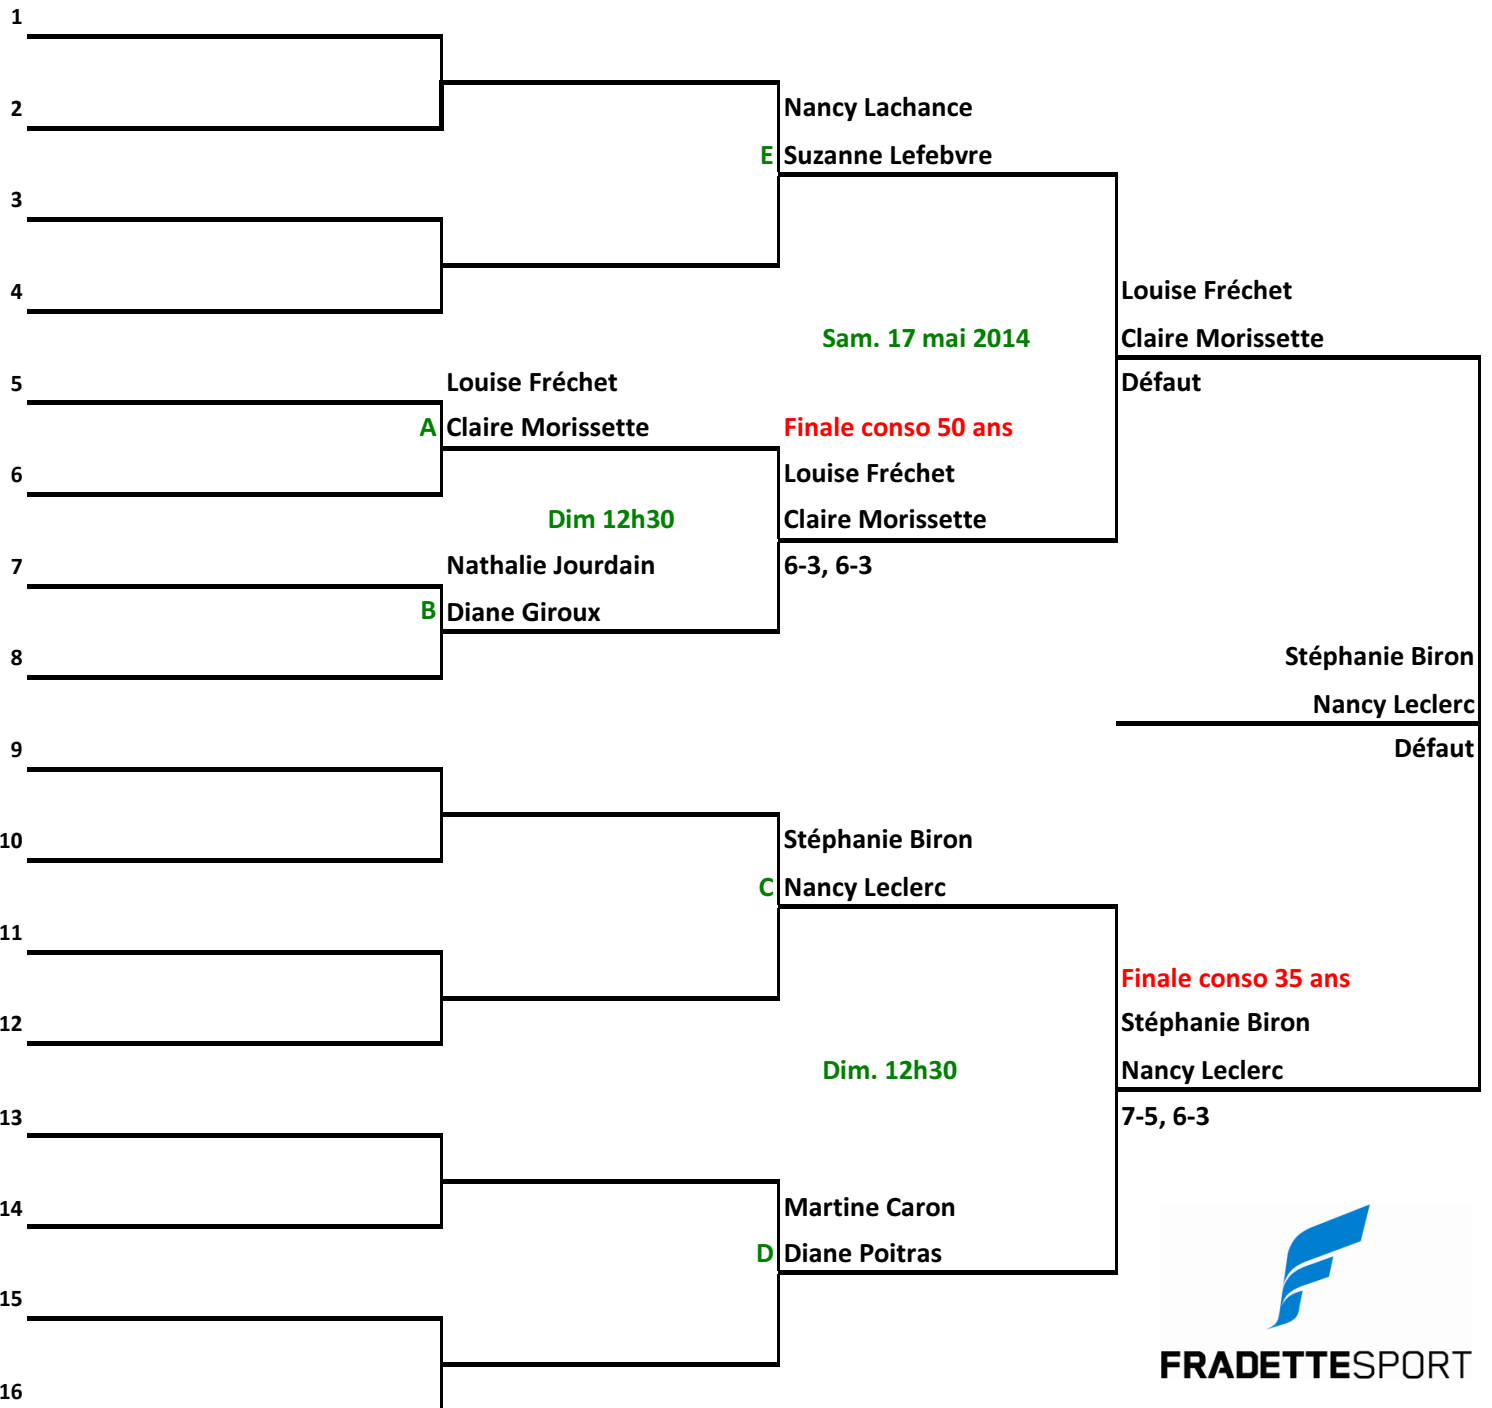 1
2
Nancy Lachance
E Suzanne Lefebvre
3
4
Louise Fréchet
Sam. 17 mai 2014
Claire Morissette
5
Louise Fréchet
Défaut
A Claire Morissette
Finale conso 50 ans
6
Louise Fréchet
Dim 12h30
Claire Morissette
7
Nathalie Jourdain
6-3, 6-3
B Diane Giroux
8
Stéphanie Biron
Nancy Leclerc
9
Défaut
10
Stéphanie Biron
C Nancy Leclerc
11
Finale conso 35 ans
12
Stéphanie Biron
Dim. 12h30
Nancy Leclerc
13
7-5, 6-3
14
Martine Caron
D Diane Poitras
15
FRADETTESPORT
16